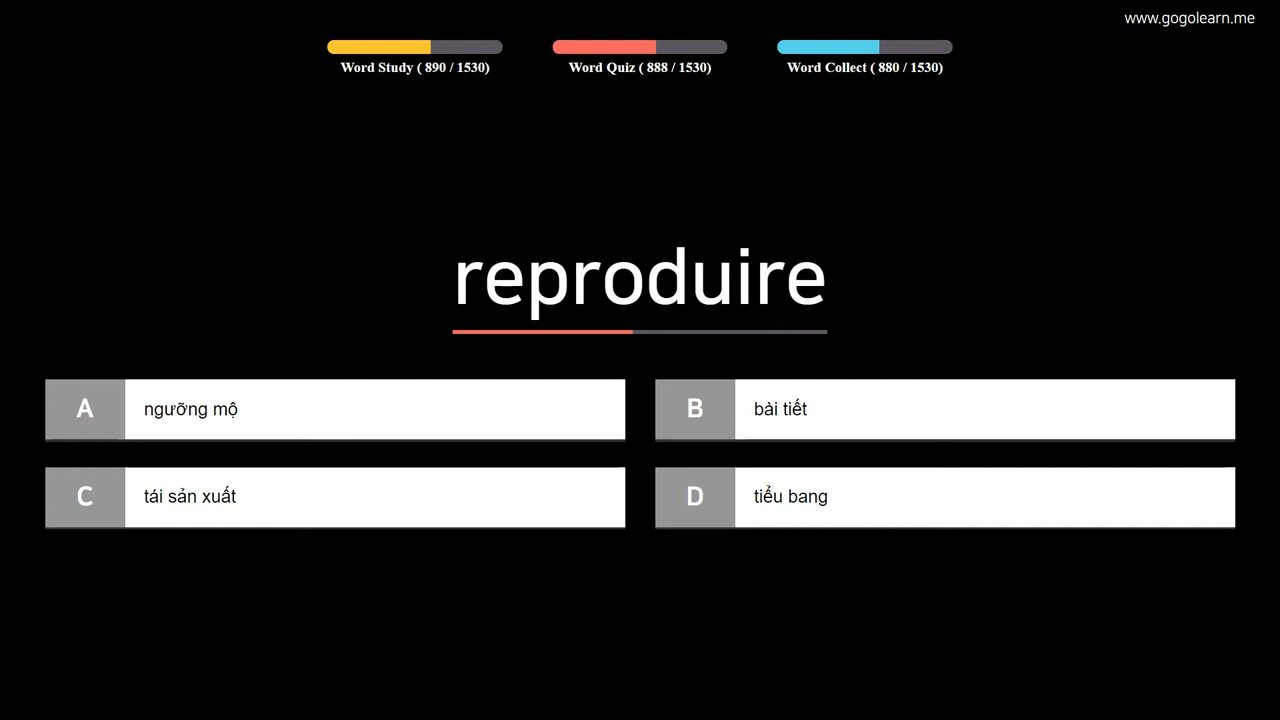 www.gogolearn.me
Word Study ( 890 / 1530)
Word Quiz ( 888 / 1530)
Word Collect ( 880 / 1530)
reproduire
A ngưỡng mộ
B bài tiết
C tái sản xuất
D tiểu bang